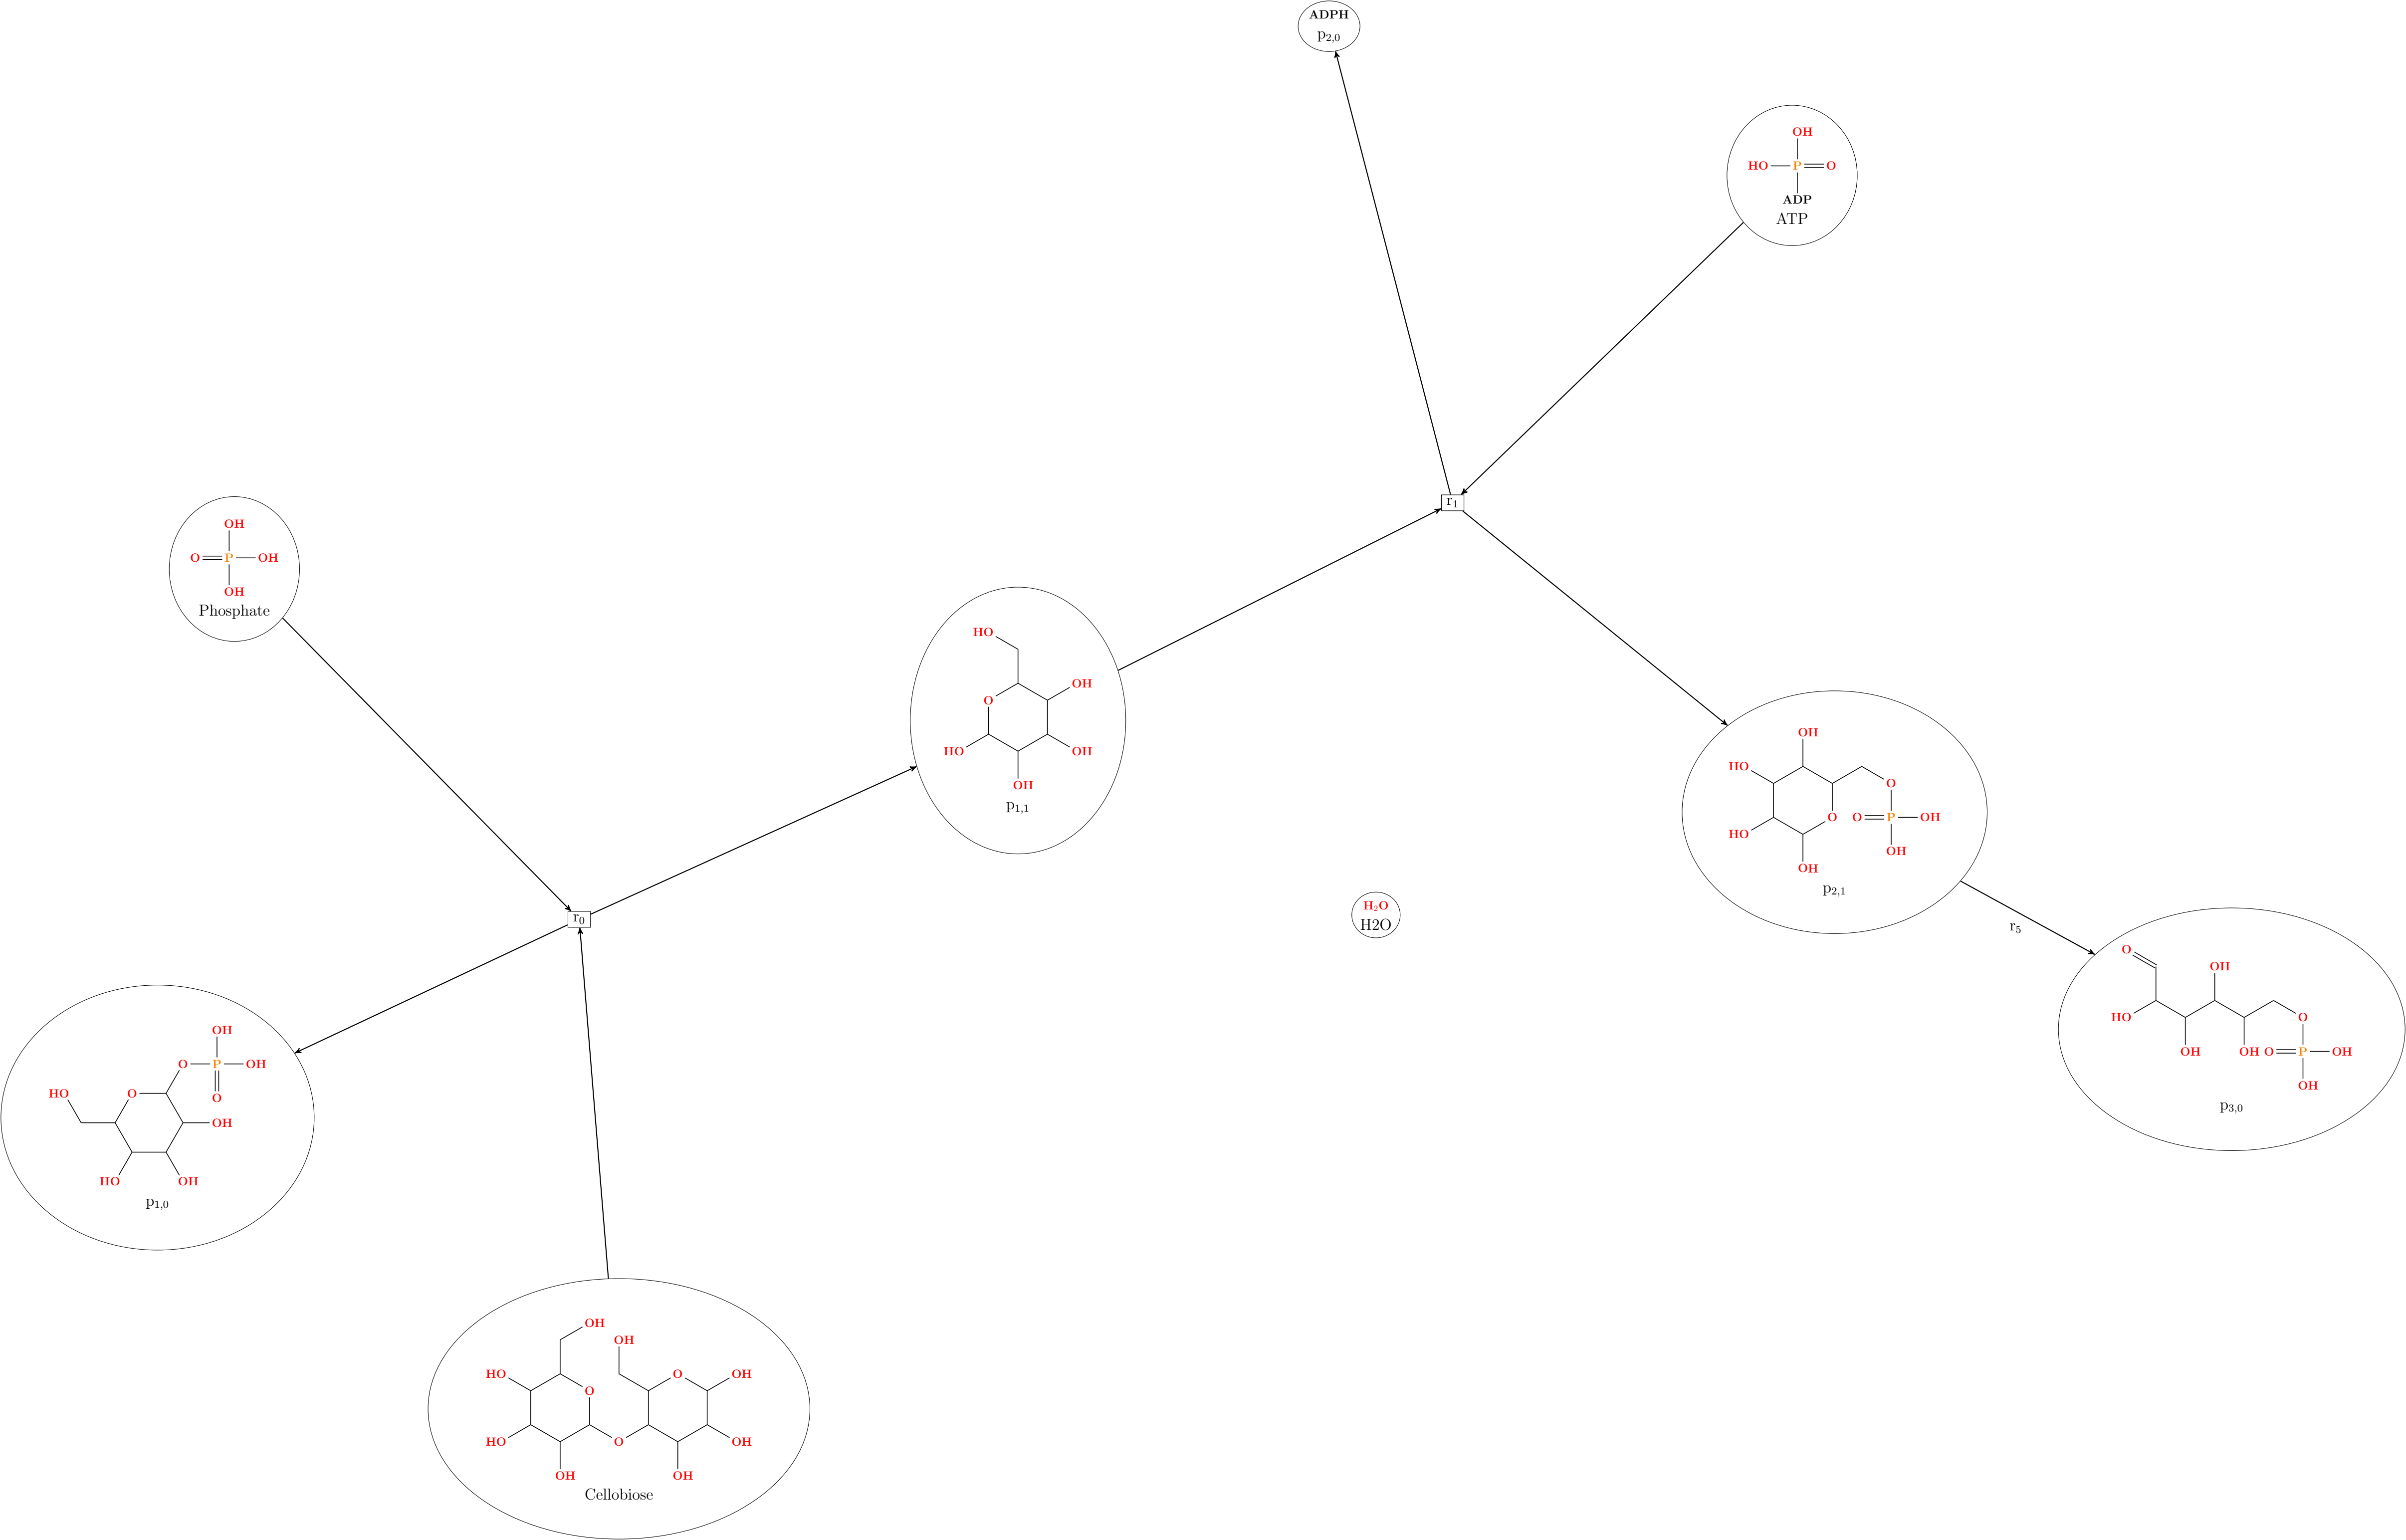 ADPH
p2,0
OH
HO P O
ADP
ATP
r1
OH
O P OH
OH
Phosphate
HO
OH
O
HO OH
OH
p1,1
OH
HO O
O P OH
HO OH
OH
p2,1
r0
H2O
H2O
r5
O
OH
HO O
OH OH O P OH
OH
p3,0
OH
O P OH
HO O O
OH
HO OH
p1,0
OH
OH
HO O OH
O
HO O OH
OH OH
Cellobiose